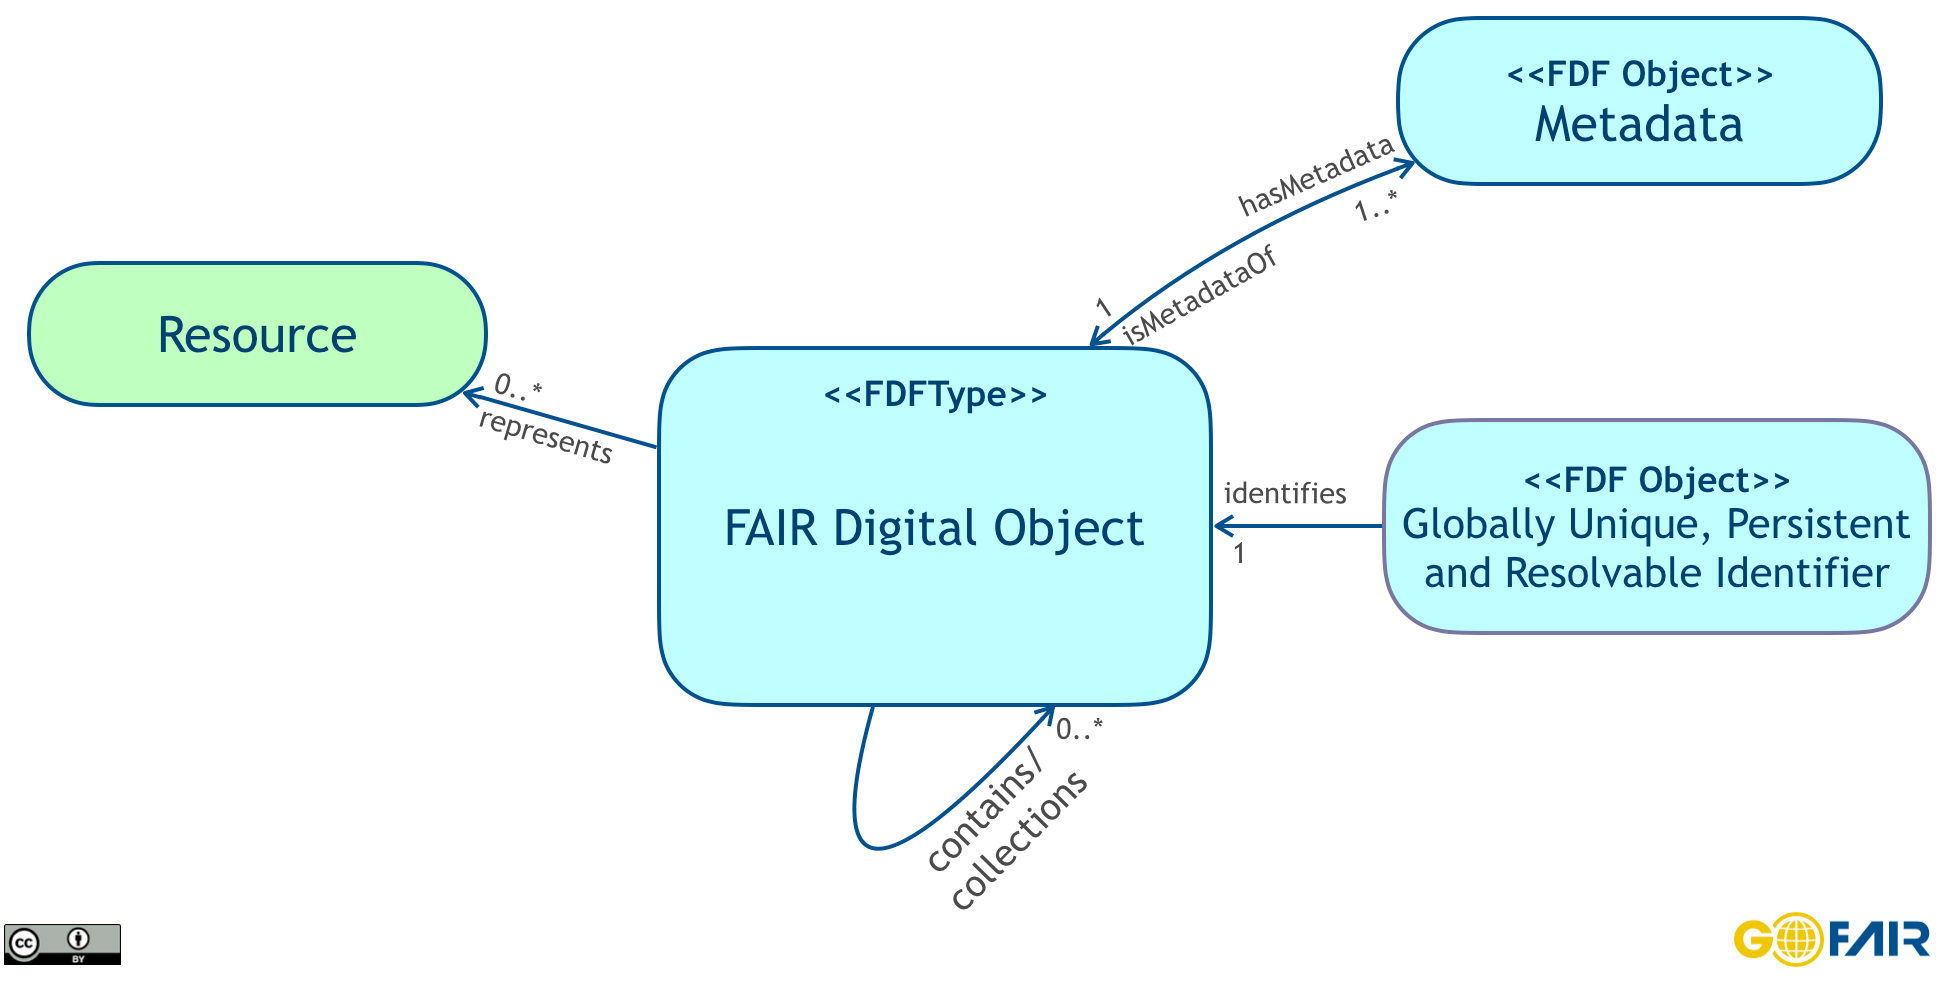 <<FDF Object>>
Metadata
hasMetadata
1..*
isMetadataOf
1
Resource
0..*
represents
<<FDFType>>
FAIR Digital Object
identifies
1
<<FDF Object>>
Globally Unique, Persistent
and Resolvable Identifier
0..*
contains/
collections
cc
BY
GO FAIR